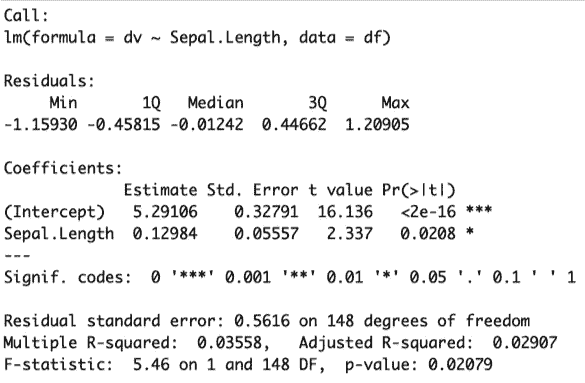 Call:
lm(formula = dv ~ Sepal.Length, data = df)

Residuals:
     Min       1Q   Median       3Q      Max
-1.15930 -0.45815 -0.01242  0.44662  1.20905

Coefficients:
             Estimate Std. Error t value Pr(>|t|)
(Intercept)   5.29106    0.32791  16.136   <2e-16 ***
Sepal.Length  0.12984    0.05557   2.337   0.0208 *
---
Signif. codes:  0 '***' 0.001 '**' 0.01 '*' 0.05 '.' 0.1 ' ' 1

Residual standard error: 0.5616 on 148 degrees of freedom
Multiple R-squared:  0.03558,   Adjusted R-squared:  0.02907
F-statistic:  5.46 on 1 and 148 DF,  p-value: 0.02079